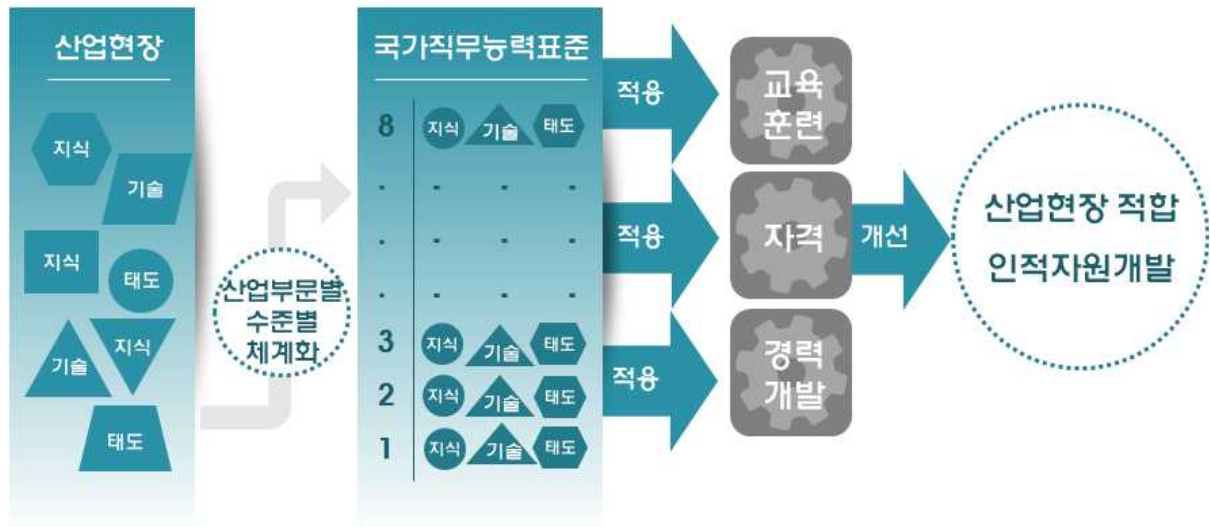 산업현장
지식
기술
지식
태도
기술
지식
태도
산업부문별
수준별
체계화
국가직무능력표준
8 지식 기술 태도
. . . .
. . . .
. . . .
3 지식 기술 태도
2 지식 기술 태도
1 지식 기술 태도
적용
적용
적용
교육
훈련
자격
경력
개발
개선
산업현장 적합
인적자원개발